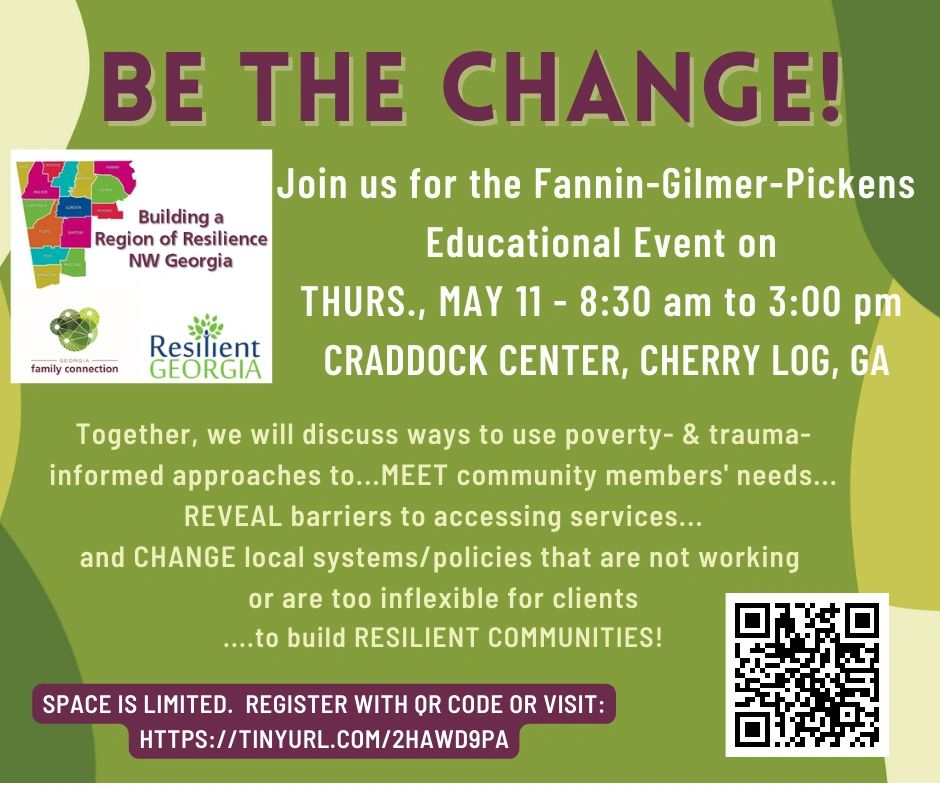 BE THE CHANGE!
Join us for the Fannin-Gilmer-Pickens
Educational Event on
THURS., MAY 11 - 8:30 am to 3:00 pm
CRADDOCK CENTER, CHERRY LOG, GA
GORDON
Building a
Region of Resilience
NW Georgia
GEORGIA
family connection
Resilient
GEORGIA
Together, we will discuss ways to use poverty- & trauma-
informed approaches to...MEET community members' needs...
REVEAL barriers to accessing services...
and CHANGE local systems/policies that are not working
or are too inflexible for clients
....to build RESILIENT COMMUNITIES!
SPACE IS LIMITED.  REGISTER WITH QR CODE OR VISIT:
HTTPS://TINYURL.COM/2HAWD9PA